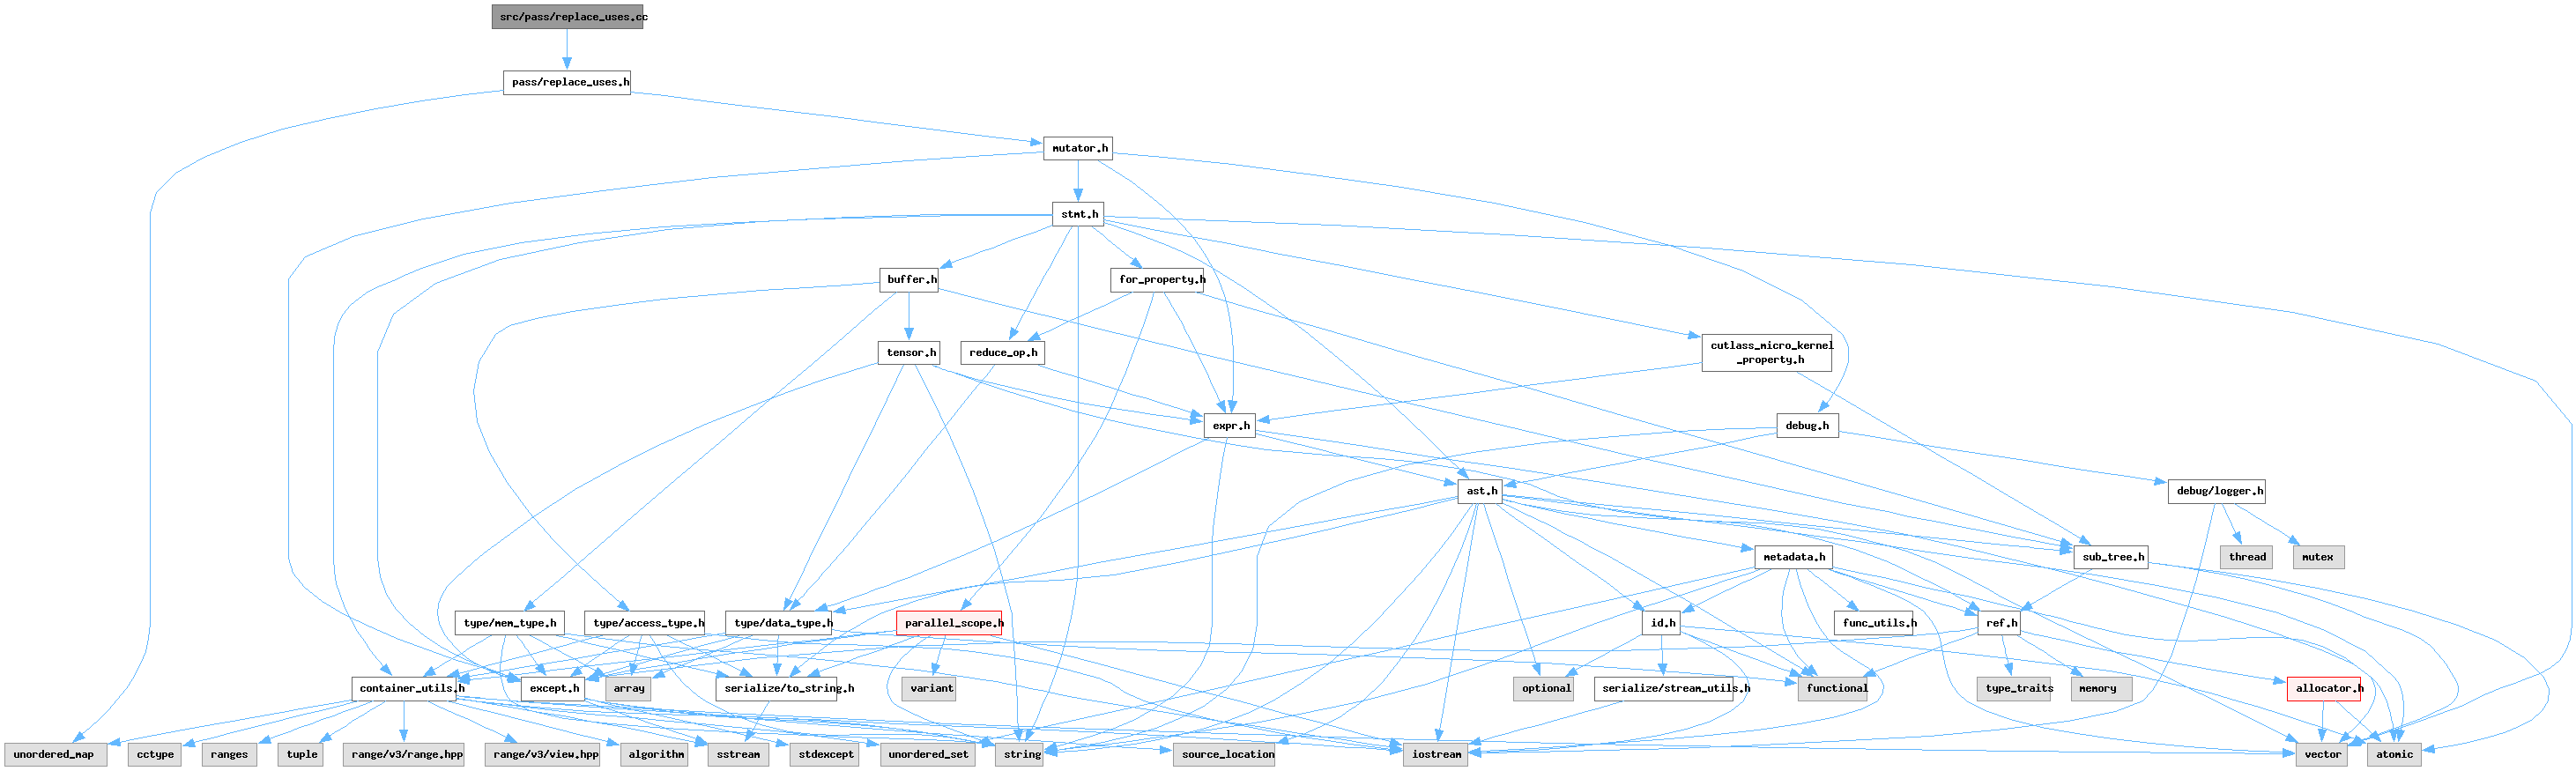 src/pass/replace_uses.cc
pass/replace_uses.h
mutator.h
stmt.h
buffer.h
for_property.h
tensor.h
reduce_op.h
cutlass_micro_kernel
_property.h
expr.h
debug.h
ast.h
debug/logger.h
metadata.h
sub_tree.h
thread
mutex
type/mem_type.h
type/access_type.h
type/data_type.h
parallel_scope.h
id.h
func_utils.h
ref.h
container_utils.h
except.h
array
serialize/to_string.h
variant
optional
serialize/stream_utils.h
functional
type_traits
memory
allocator.h
unordered_map
cctype
ranges
tuple
range/v3/range.hpp
range/v3/view.hpp
algorithm
sstream
stdexcept
unordered_set
string
source_location
iostream
vector
atomic